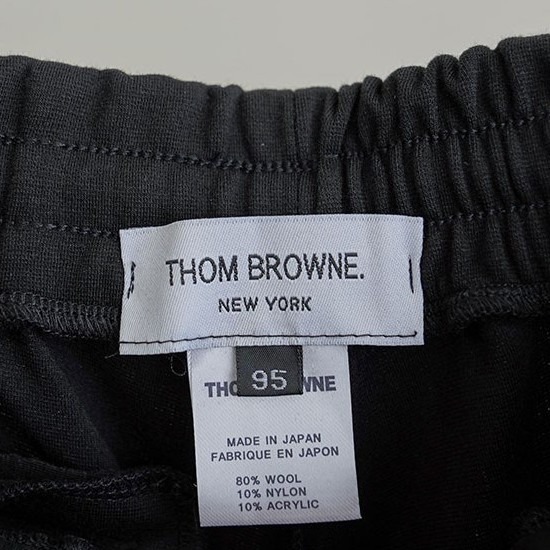 THOM BROWNE.
NEW YORK
95
MADE IN JAPAN
FABRIQUE EN JAPON
80% WOOL
10% NYLON
10% ACRYLIC